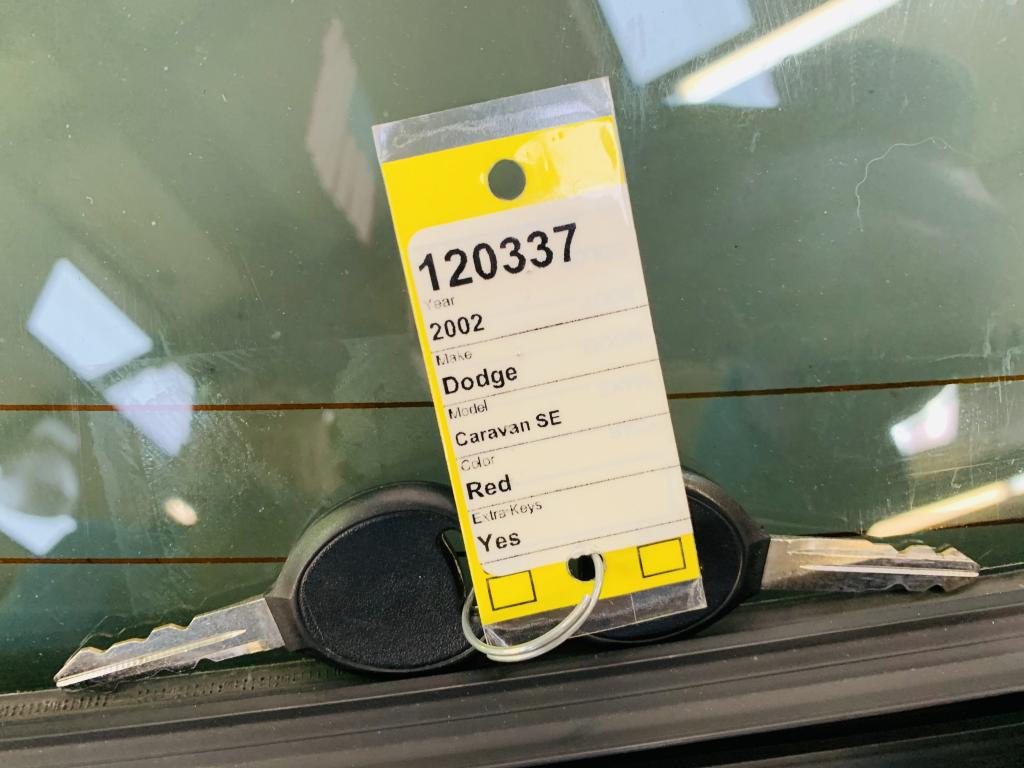 120337
Year
2002
Make
Dodge
Model
Caravan SE
Color
Red
Extra Keys
Yes